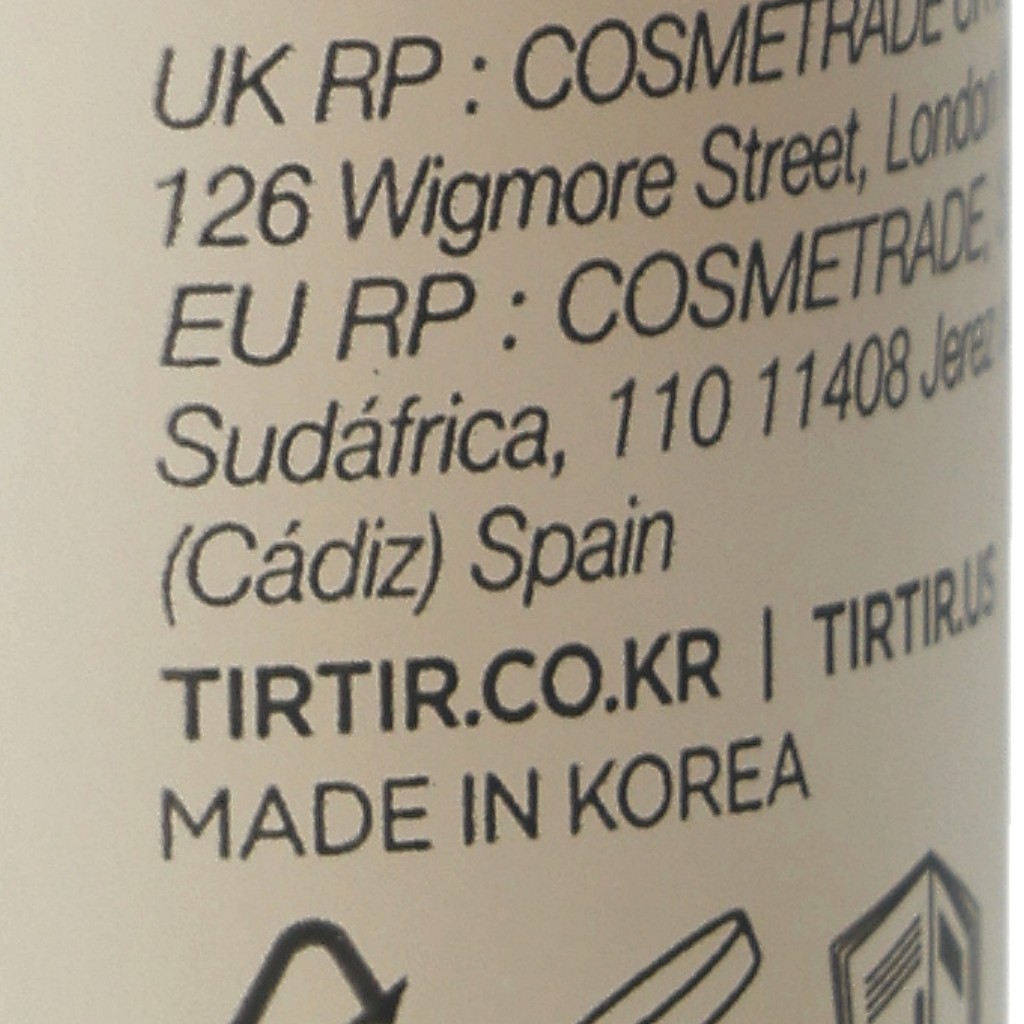 UK RP : COSMETRADE
126 Wigmore Street, London
EU RP : COSMETRADE,
Sudáfrica, 110 11408 Jerez
(Cádiz) Spain
TIRTIR.CO.KR | TIRTIR.US
MADE IN KOREA